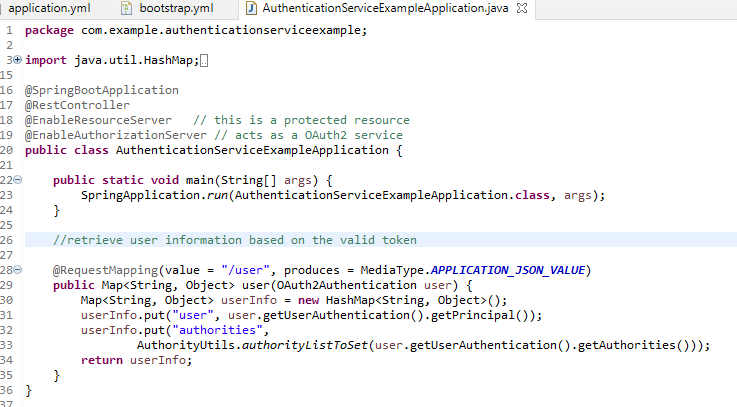 application.yml bootstrap.yml AuthenticationServiceExampleApplication.java
1 package com.example.authenticationserviceexample;
2
3 import java.util.HashMap;
15
16 @SpringBootApplication
17 @RestController
18 @EnableResourceServer   // this is a protected resource
19 @EnableAuthorizationServer // acts as a OAuth2 service
20 public class AuthenticationServiceExampleApplication {
21
22     public static void main(String[] args) {
23         SpringApplication.run(AuthenticationServiceExampleApplication.class, args);
24     }
25
26     //retrieve user information based on the valid token
27
28     @RequestMapping(value = "/user", produces = MediaType.APPLICATION_JSON_VALUE)
29     public Map<String, Object> user(OAuth2Authentication user) {
30         Map<String, Object> userInfo = new HashMap<String, Object>();
31         userInfo.put("user", user.getUserAuthentication().getPrincipal());
32         userInfo.put("authorities",
33                 AuthorityUtils.authorityListToSet(user.getUserAuthentication().getAuthorities()));
34         return userInfo;
35     }
36 }
37